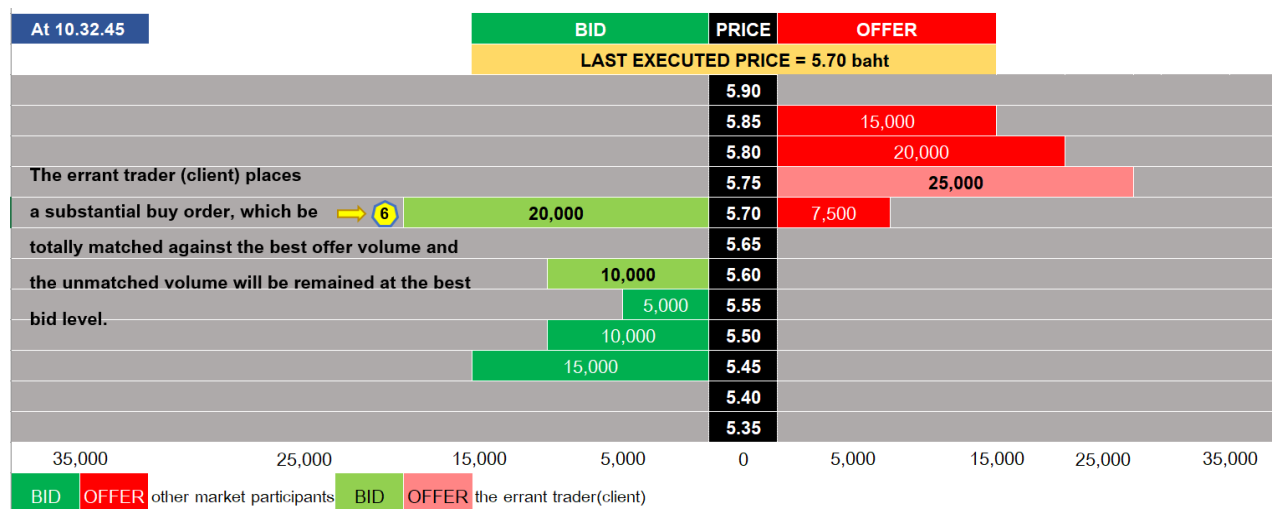 At 10.32.45 BID PRICE OFFER
LAST EXECUTED PRICE = 5.70 baht
5.90
5.85 15,000
5.80 20,000
The errant trader (client) places
5.75 25,000
a substantial buy order, which be 6 20,000 5.70 7,500
totally matched against the best offer volume and
5.65
the unmatched volume will be remained at the best
10,000 5.60
bid level.
5,000 5.55
10,000 5.50
15,000 5.45
5.40
5.35
35,000 25,000 15,000 5,000 0 5,000 15,000 25,000 35,000
BID OFFER other market participants BID OFFER the errant trader(client)